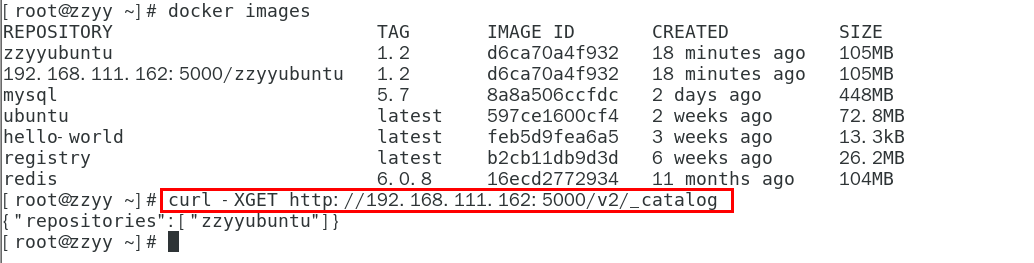 [root@zzyy ~]# docker images
REPOSITORY TAG IMAGE ID CREATED SIZE
zzyyubuntu 1.2 d6ca70a4f932 18 minutes ago 105MB
192.168.111.162:5000/zzyyubuntu 1.2 d6ca70a4f932 18 minutes ago 105MB
mysql 5.7 8a8a506ccfdc 2 days ago 448MB
ubuntu latest 597ce1600cf4 2 weeks ago 72.8MB
hello-world latest feb5d9fea6a5 3 weeks ago 13.3kB
registry latest b2cb11db9d3d 6 weeks ago 26.2MB
redis 6.0.8 16ecd2772934 11 months ago 104MB
[root@zzyy ~]# curl -XGET http://192.168.111.162:5000/v2/_catalog
{"repositories":["zzyyubuntu"]}
[root@zzyy ~]#